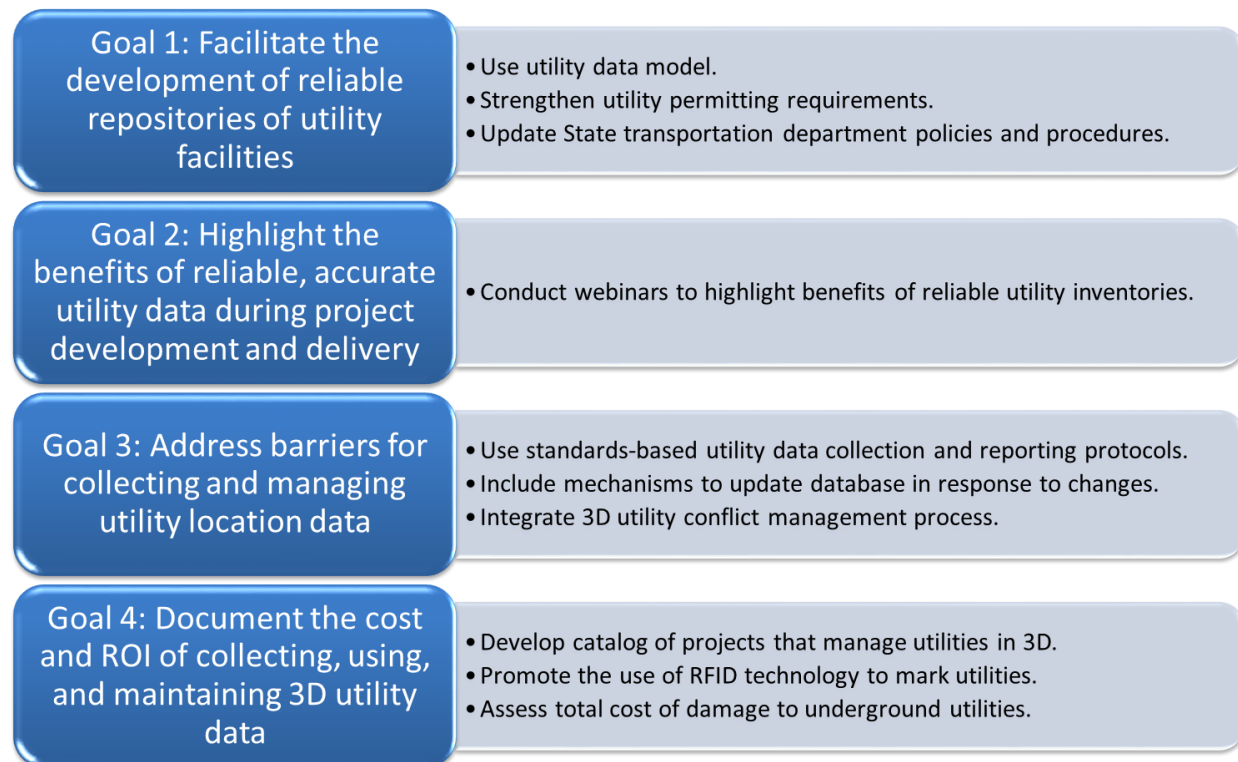 Goal 1: Facilitate the
development of reliable
repositories of utility
facilities
• Use utility data model.
• Strengthen utility permitting requirements.
• Update State transportation department policies and procedures.
Goal 2: Highlight the
benefits of reliable, accurate
utility data during project
development and delivery
• Conduct webinars to highlight benefits of reliable utility inventories.
Goal 3: Address barriers for
collecting and managing
utility location data
• Use standards-based utility data collection and reporting protocols.
• Include mechanisms to update database in response to changes.
• Integrate 3D utility conflict management process.
Goal 4: Document the cost
and ROI of collecting, using,
and maintaining 3D utility
data
• Develop catalog of projects that manage utilities in 3D.
• Promote the use of RFID technology to mark utilities.
• Assess total cost of damage to underground utilities.